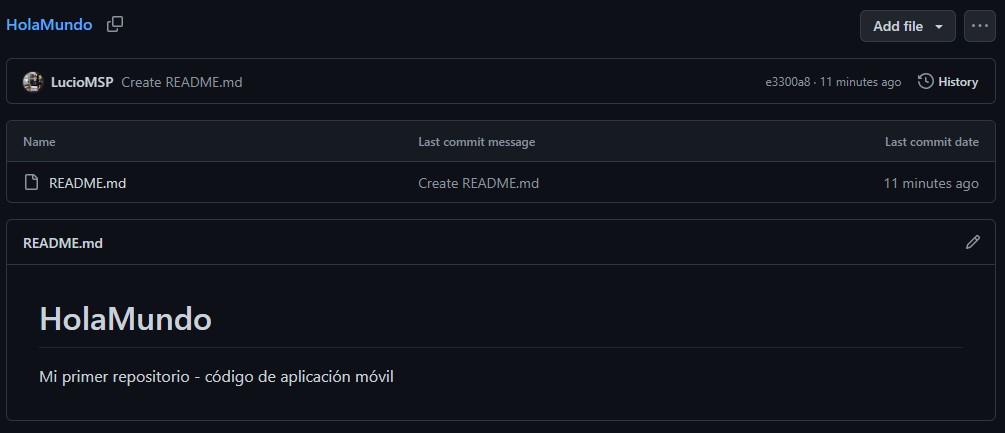 HolaMundo
Add file
LucioMSP Create README.md e3300a8 · 11 minutes ago History
Name Last commit message Last commit date
README.md Create README.md 11 minutes ago
README.md
HolaMundo
Mi primer repositorio - código de aplicación móvil